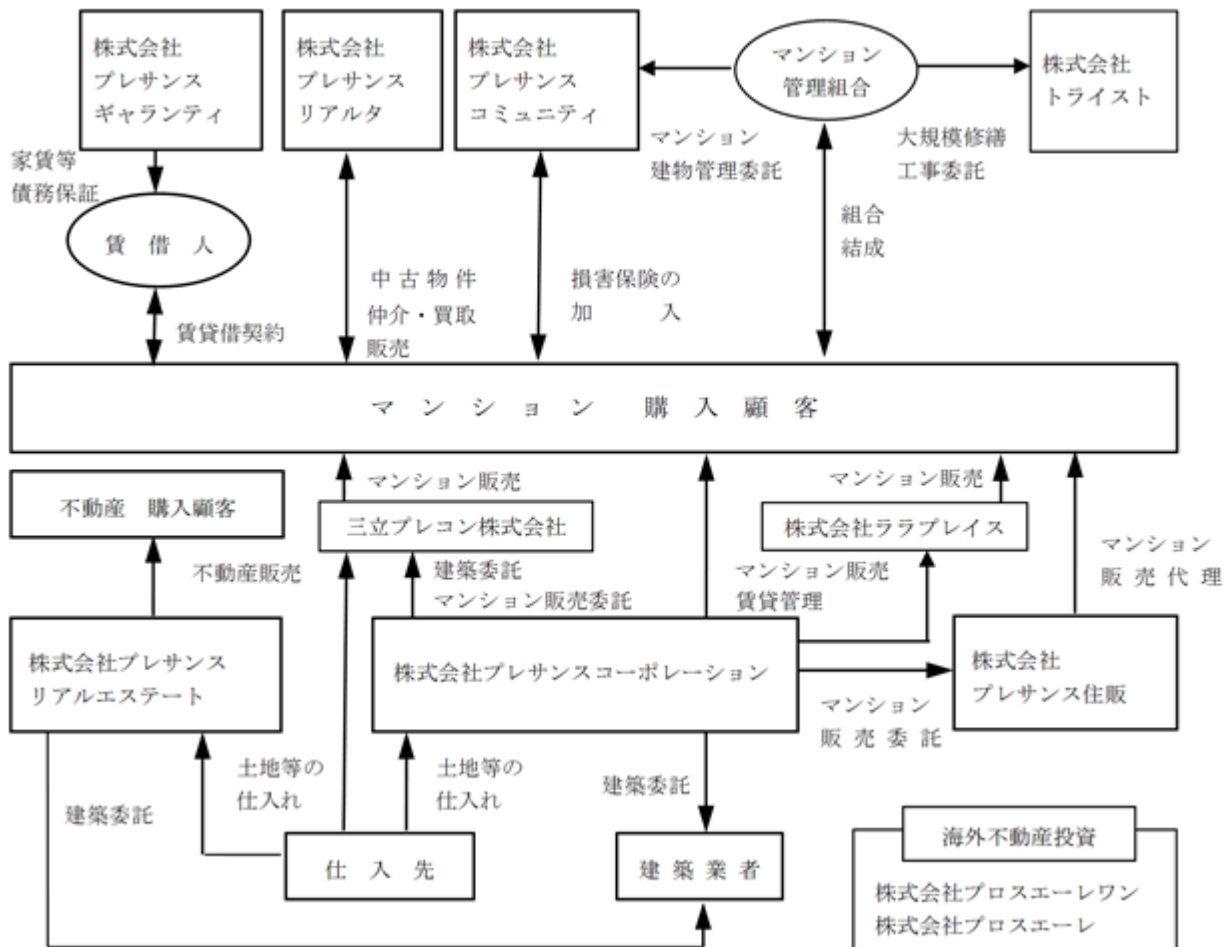 株式会社
プレサンス
ギャランティ
株式会社
プレサンス
リアルタ
株式会社
プレサンス
コミュニティ
マンション
管理組合
株式会社
トライスト
家賃等
債務保証
マンション
建物管理委託
大規模修繕
工事委託
賃 借 人
組合
結成
中 古 物 件
仲介・買取
販売
損害保険の
加 入
賃貸借契約
マ ン シ ョ ン 購 入 顧 客
不動産 購入顧客
マンション販売
三立プレコン株式会社
マンション販売
株式会社ララプレイス
不動産販売
建築委託
マンション販売委託
マンション販売
賃貸管理
マンション
販 売 代 理
株式会社プレサンス
リアルエステート
株式会社プレサンスコーポレーション
株式会社
プレサンス住販
マンション
販 売 委 託
土地等の
仕入れ
土地等の
仕入れ
建築委託
建築委託
仕 入 先
建 築 業 者
海外不動産投資
株式会社プロスエーレワン
株式会社プロスエーレ